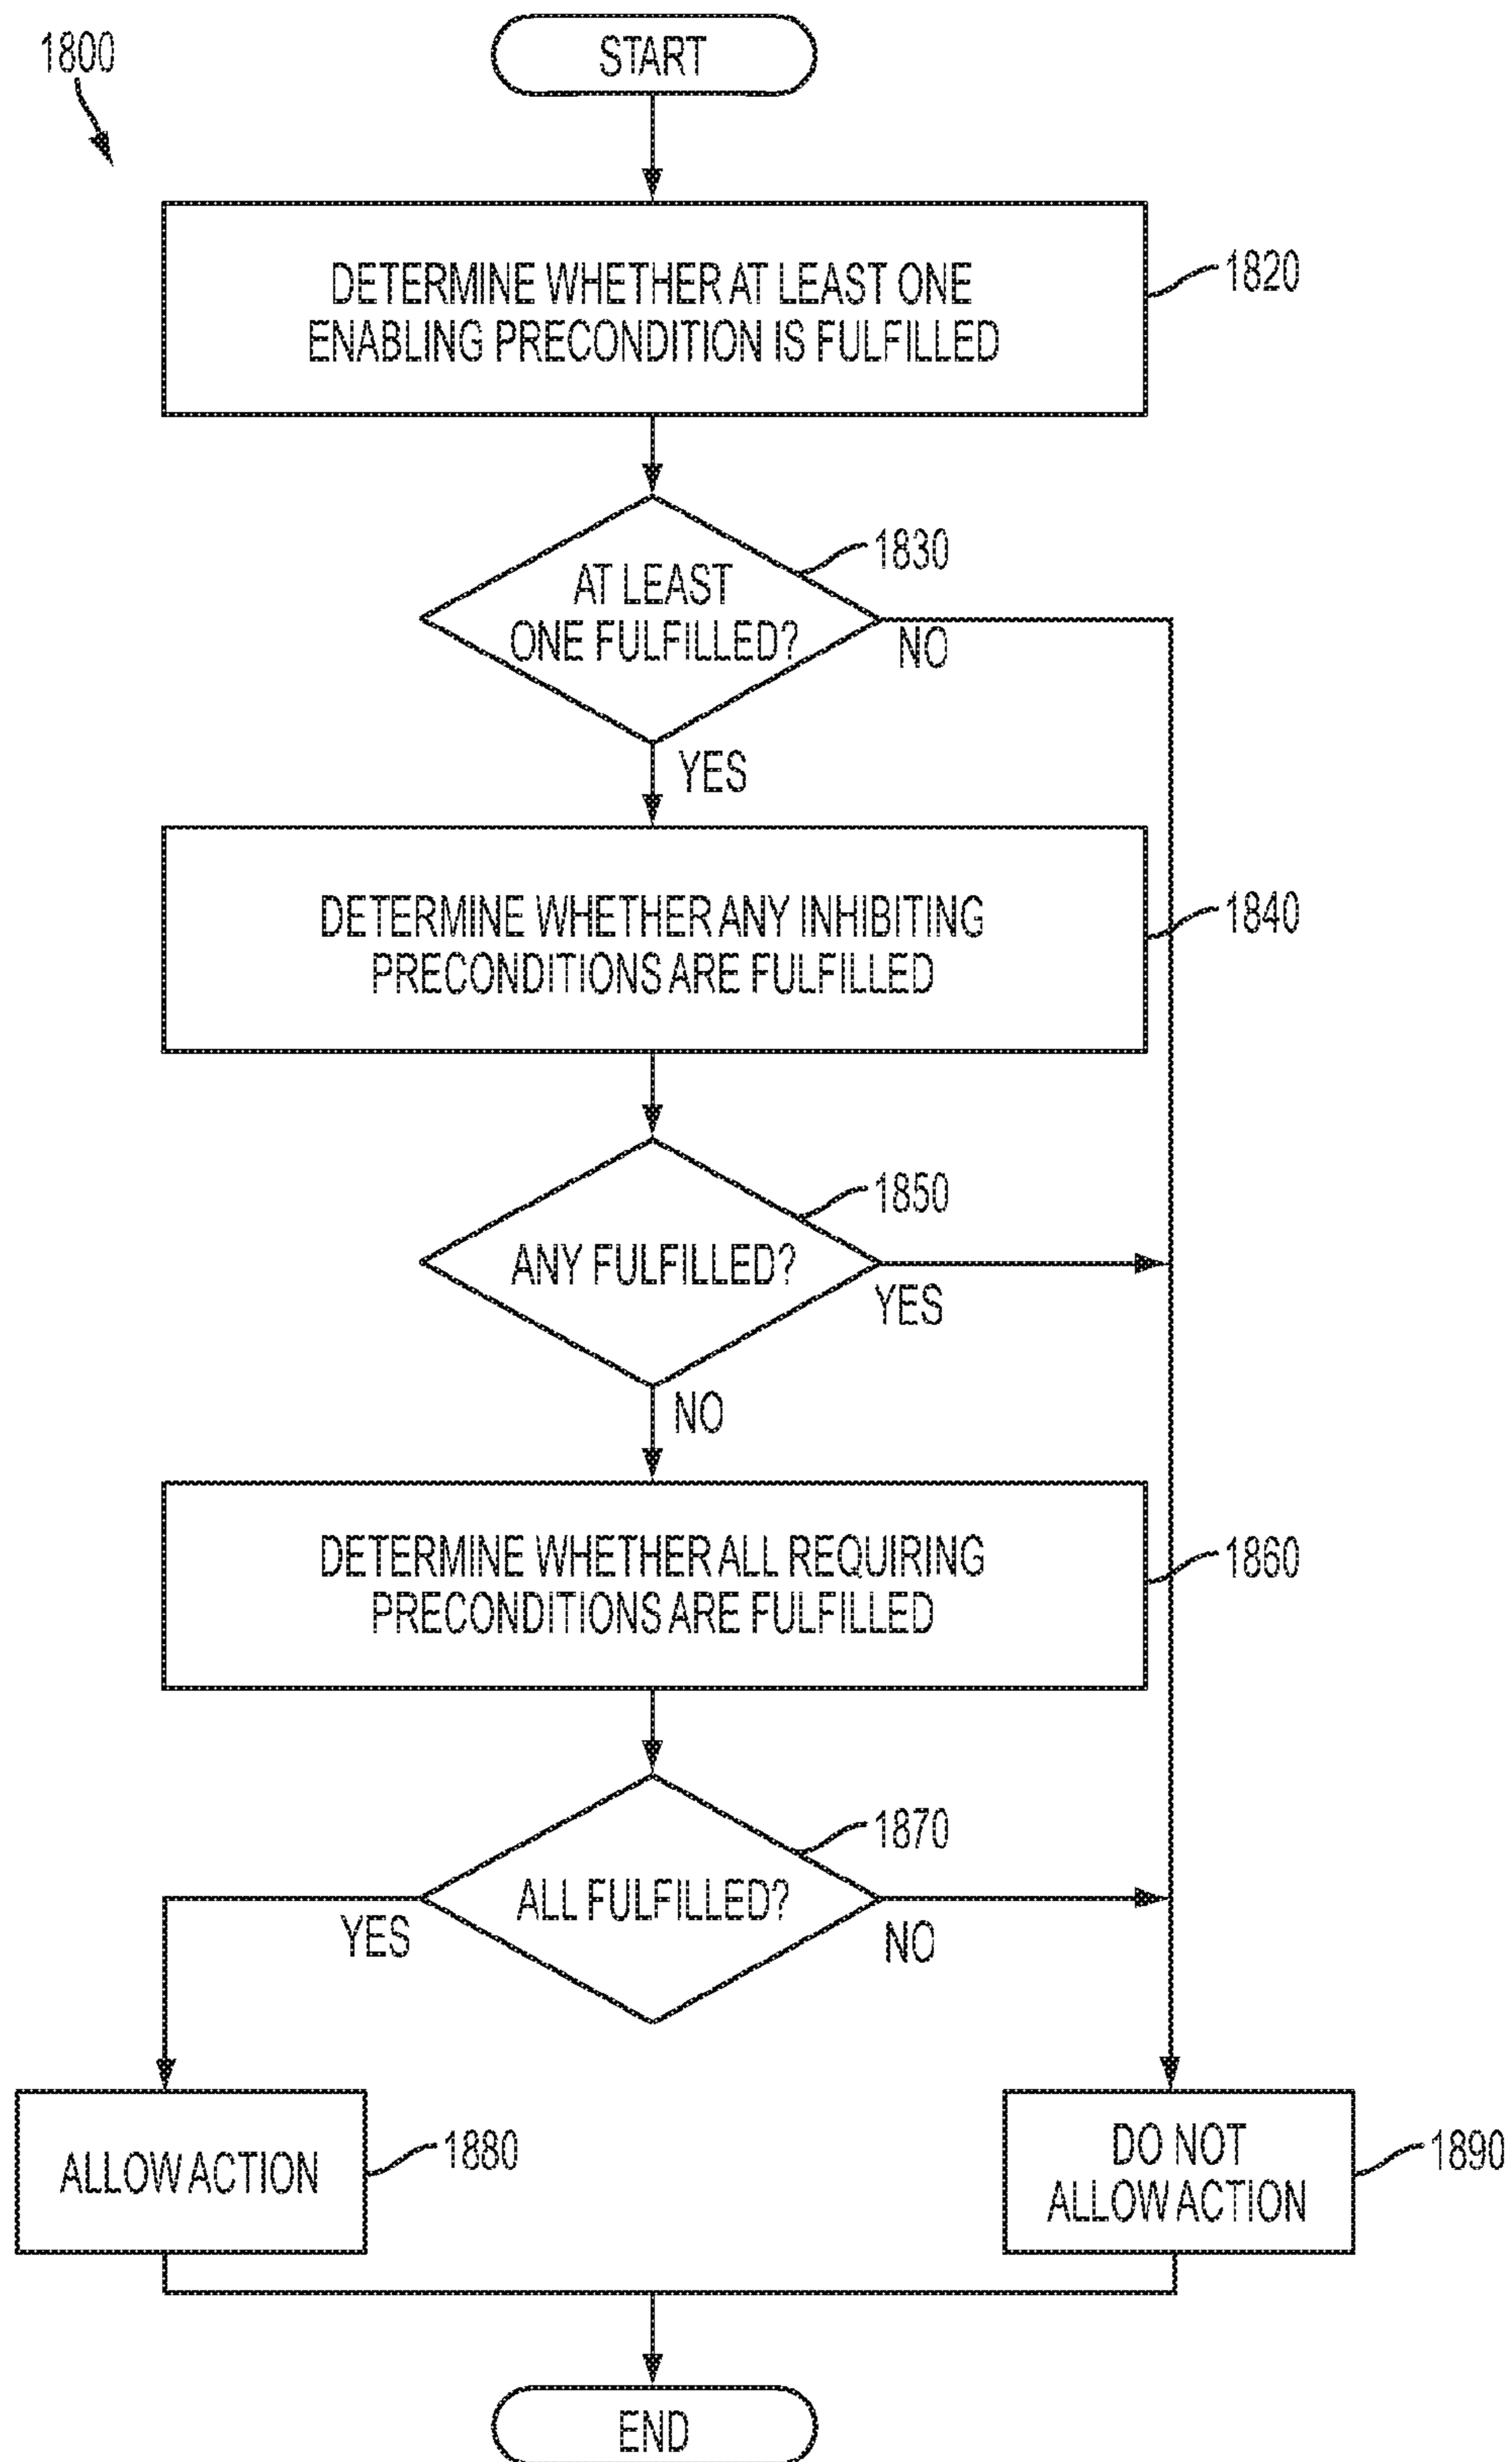 1800
START
DETERMINE WHETHER AT LEAST ONE
ENABLING PRECONDITION IS FULFILLED
1820
1830
AT LEAST
ONE FULFILLED?
NO
YES
DETERMINE WHETHER ANY INHIBITING
PRECONDITIONS ARE FULFILLED
1840
1850
ANY FULFILLED?
YES
NO
DETERMINE WHETHER ALL REQUIRING
PRECONDITIONS ARE FULFILLED
1860
1870
ALL FULFILLED?
YES
NO
ALLOW ACTION
1880
DO NOT
ALLOW ACTION
1890
END